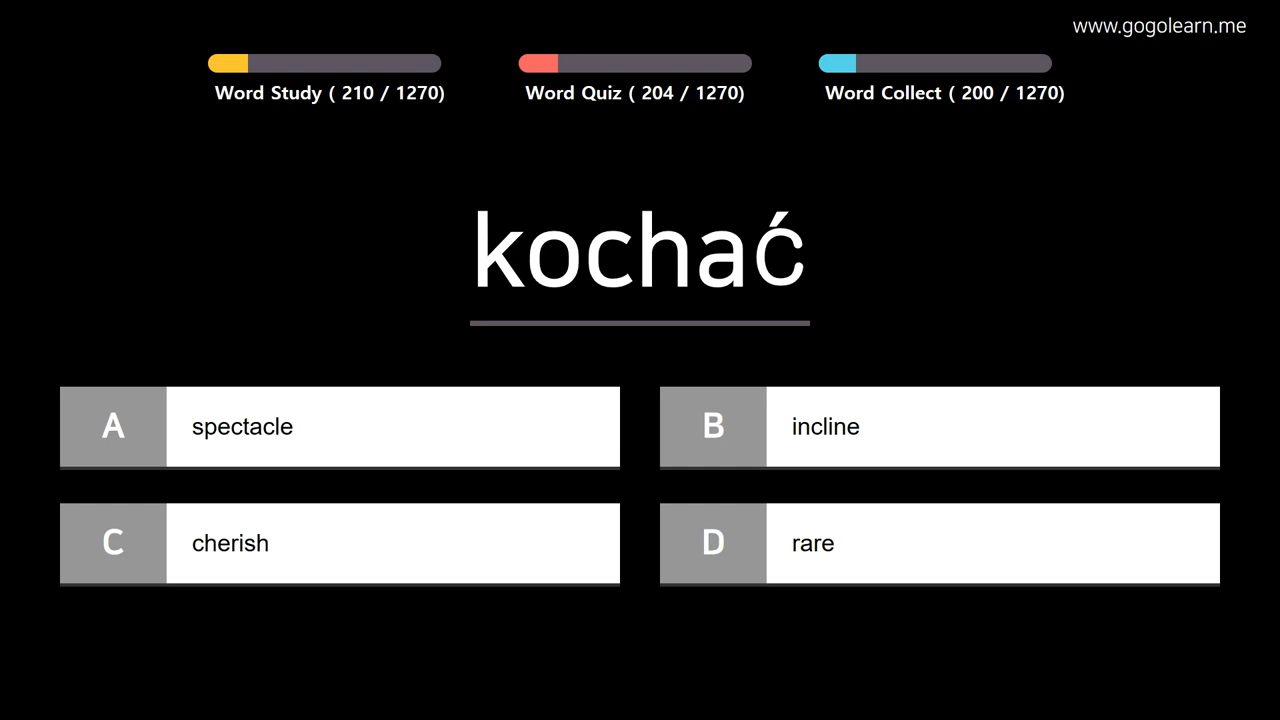 www.gogolearn.me
Word Study ( 210 / 1270)
Word Quiz ( 204 / 1270)
Word Collect ( 200 / 1270)
kochać
A spectacle
B incline
C cherish
D rare